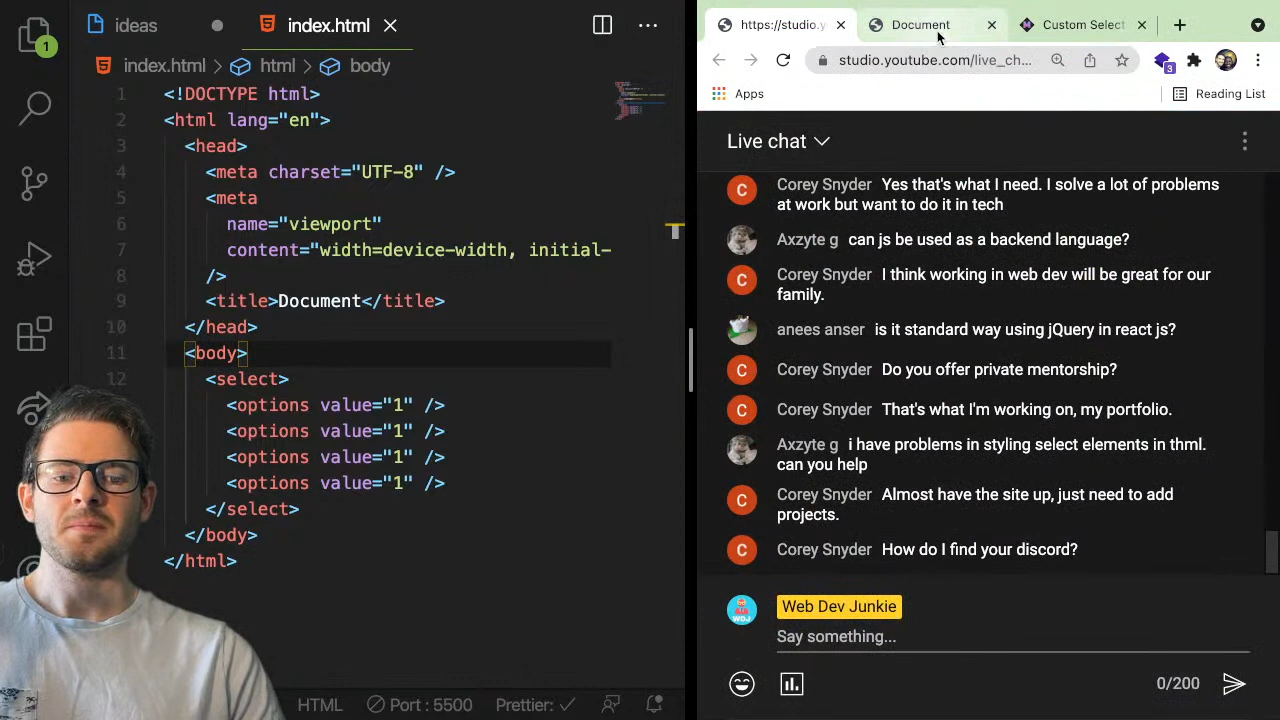 ideas
index.html
index.html > html > body
1 <!DOCTYPE html>
2 <html lang="en">
3 <head>
4 <meta charset="UTF-8" />
5 <meta
6 name="viewport"
7 content="width=device-width, initial-
8 />
9 <title>Document</title>
10 </head>
11 <body>
12 <select>
<options value="1" />
<options value="1" />
<options value="1" />
<options value="1" />
</select>
</body>
</html>
1
HTML
Port : 5500
Prettier: ✓
https://studio.y
Document
Custom Select
studio.youtube.com/live_ch...
3
Apps
Reading List
Live chat
C Corey Snyder Yes that's what I need. I solve a lot of problems
at work but want to do it in tech
Axzyte g can js be used as a backend language?
C Corey Snyder I think working in web dev will be great for our
family.
anees anser is it standard way using jQuery in react js?
C Corey Snyder Do you offer private mentorship?
C Corey Snyder That's what I'm working on, my portfolio.
Axzyte g i have problems in styling select elements in thml.
can you help
C Corey Snyder Almost have the site up, just need to add
projects.
C Corey Snyder How do I find your discord?
WDJ
Web Dev Junkie
Say something...
0/200